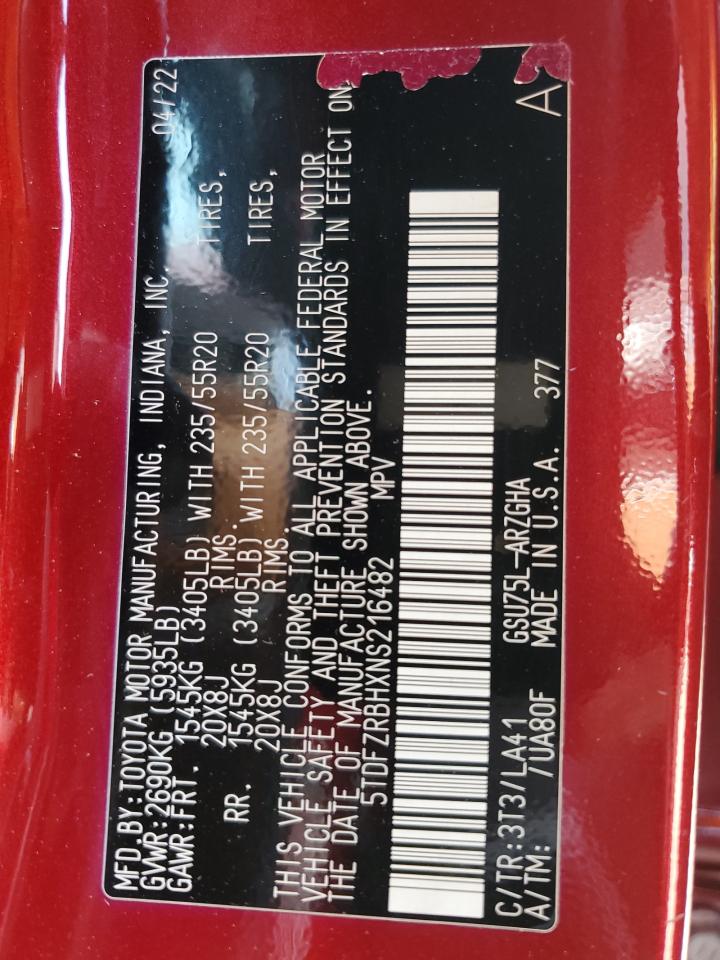 MFD.BY:TOYOTA MOTOR MANUFACTURING, INDIANA, INC. 04/22
GVWR:2690KG (5935LB)
GAWR:FRT. 1545KG (3405LB) WITH 235/55R20 TIRES,
20X8J RIMS.
RR. 1545KG (3405LB) WITH 235/55R20 TIRES,
20X8J RIMS.
THIS VEHICLE CONFORMS TO ALL APPLICABLE FEDERAL MOTOR
VEHICLE SAFETY AND THEFT PREVENTION STANDARDS IN EFFECT ON
THE DATE OF MANUFACTURE SHOWN ABOVE.
5TDFZRBHXNS216482 MPV
C/TR:3T3/LA41 GSU75L-ARZGHA A
A/TM: /UA80F MADE IN U.S.A. 377